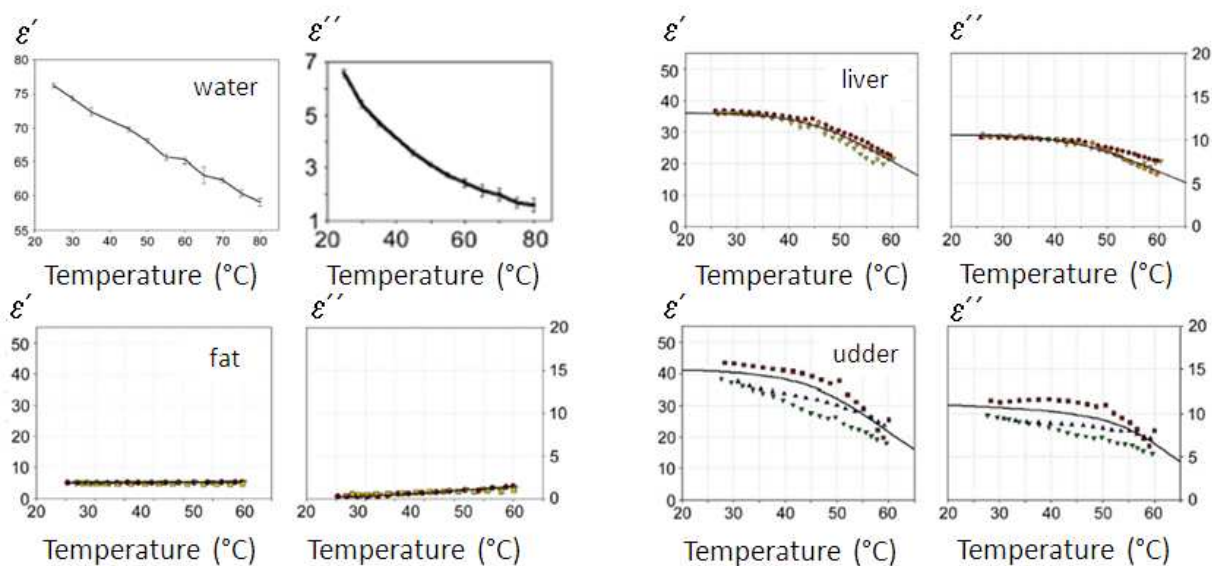 ε′ ε′′ ε′ ε′′
80 7 50 20
75 water 5 40 liver 15
70 30 10
65 3 20 5
60 10
55 1 0 0
20 30 40 50 60 70 80 20 40 60 80 20 30 40 50 60 20 30 40 50 60
Temperature (°C) Temperature (°C) Temperature (°C) Temperature (°C)
ε′ ε′′ ε′ ε′′
50 20 50 20
40 fat 15 40 udder 15
30 10 30 10
20 5 20 5
10 10
0 0 0 0
20 30 40 50 60 20 30 40 50 60 20 30 40 50 60 20 30 40 50 60
Temperature (°C) Temperature (°C) Temperature (°C) Temperature (°C)